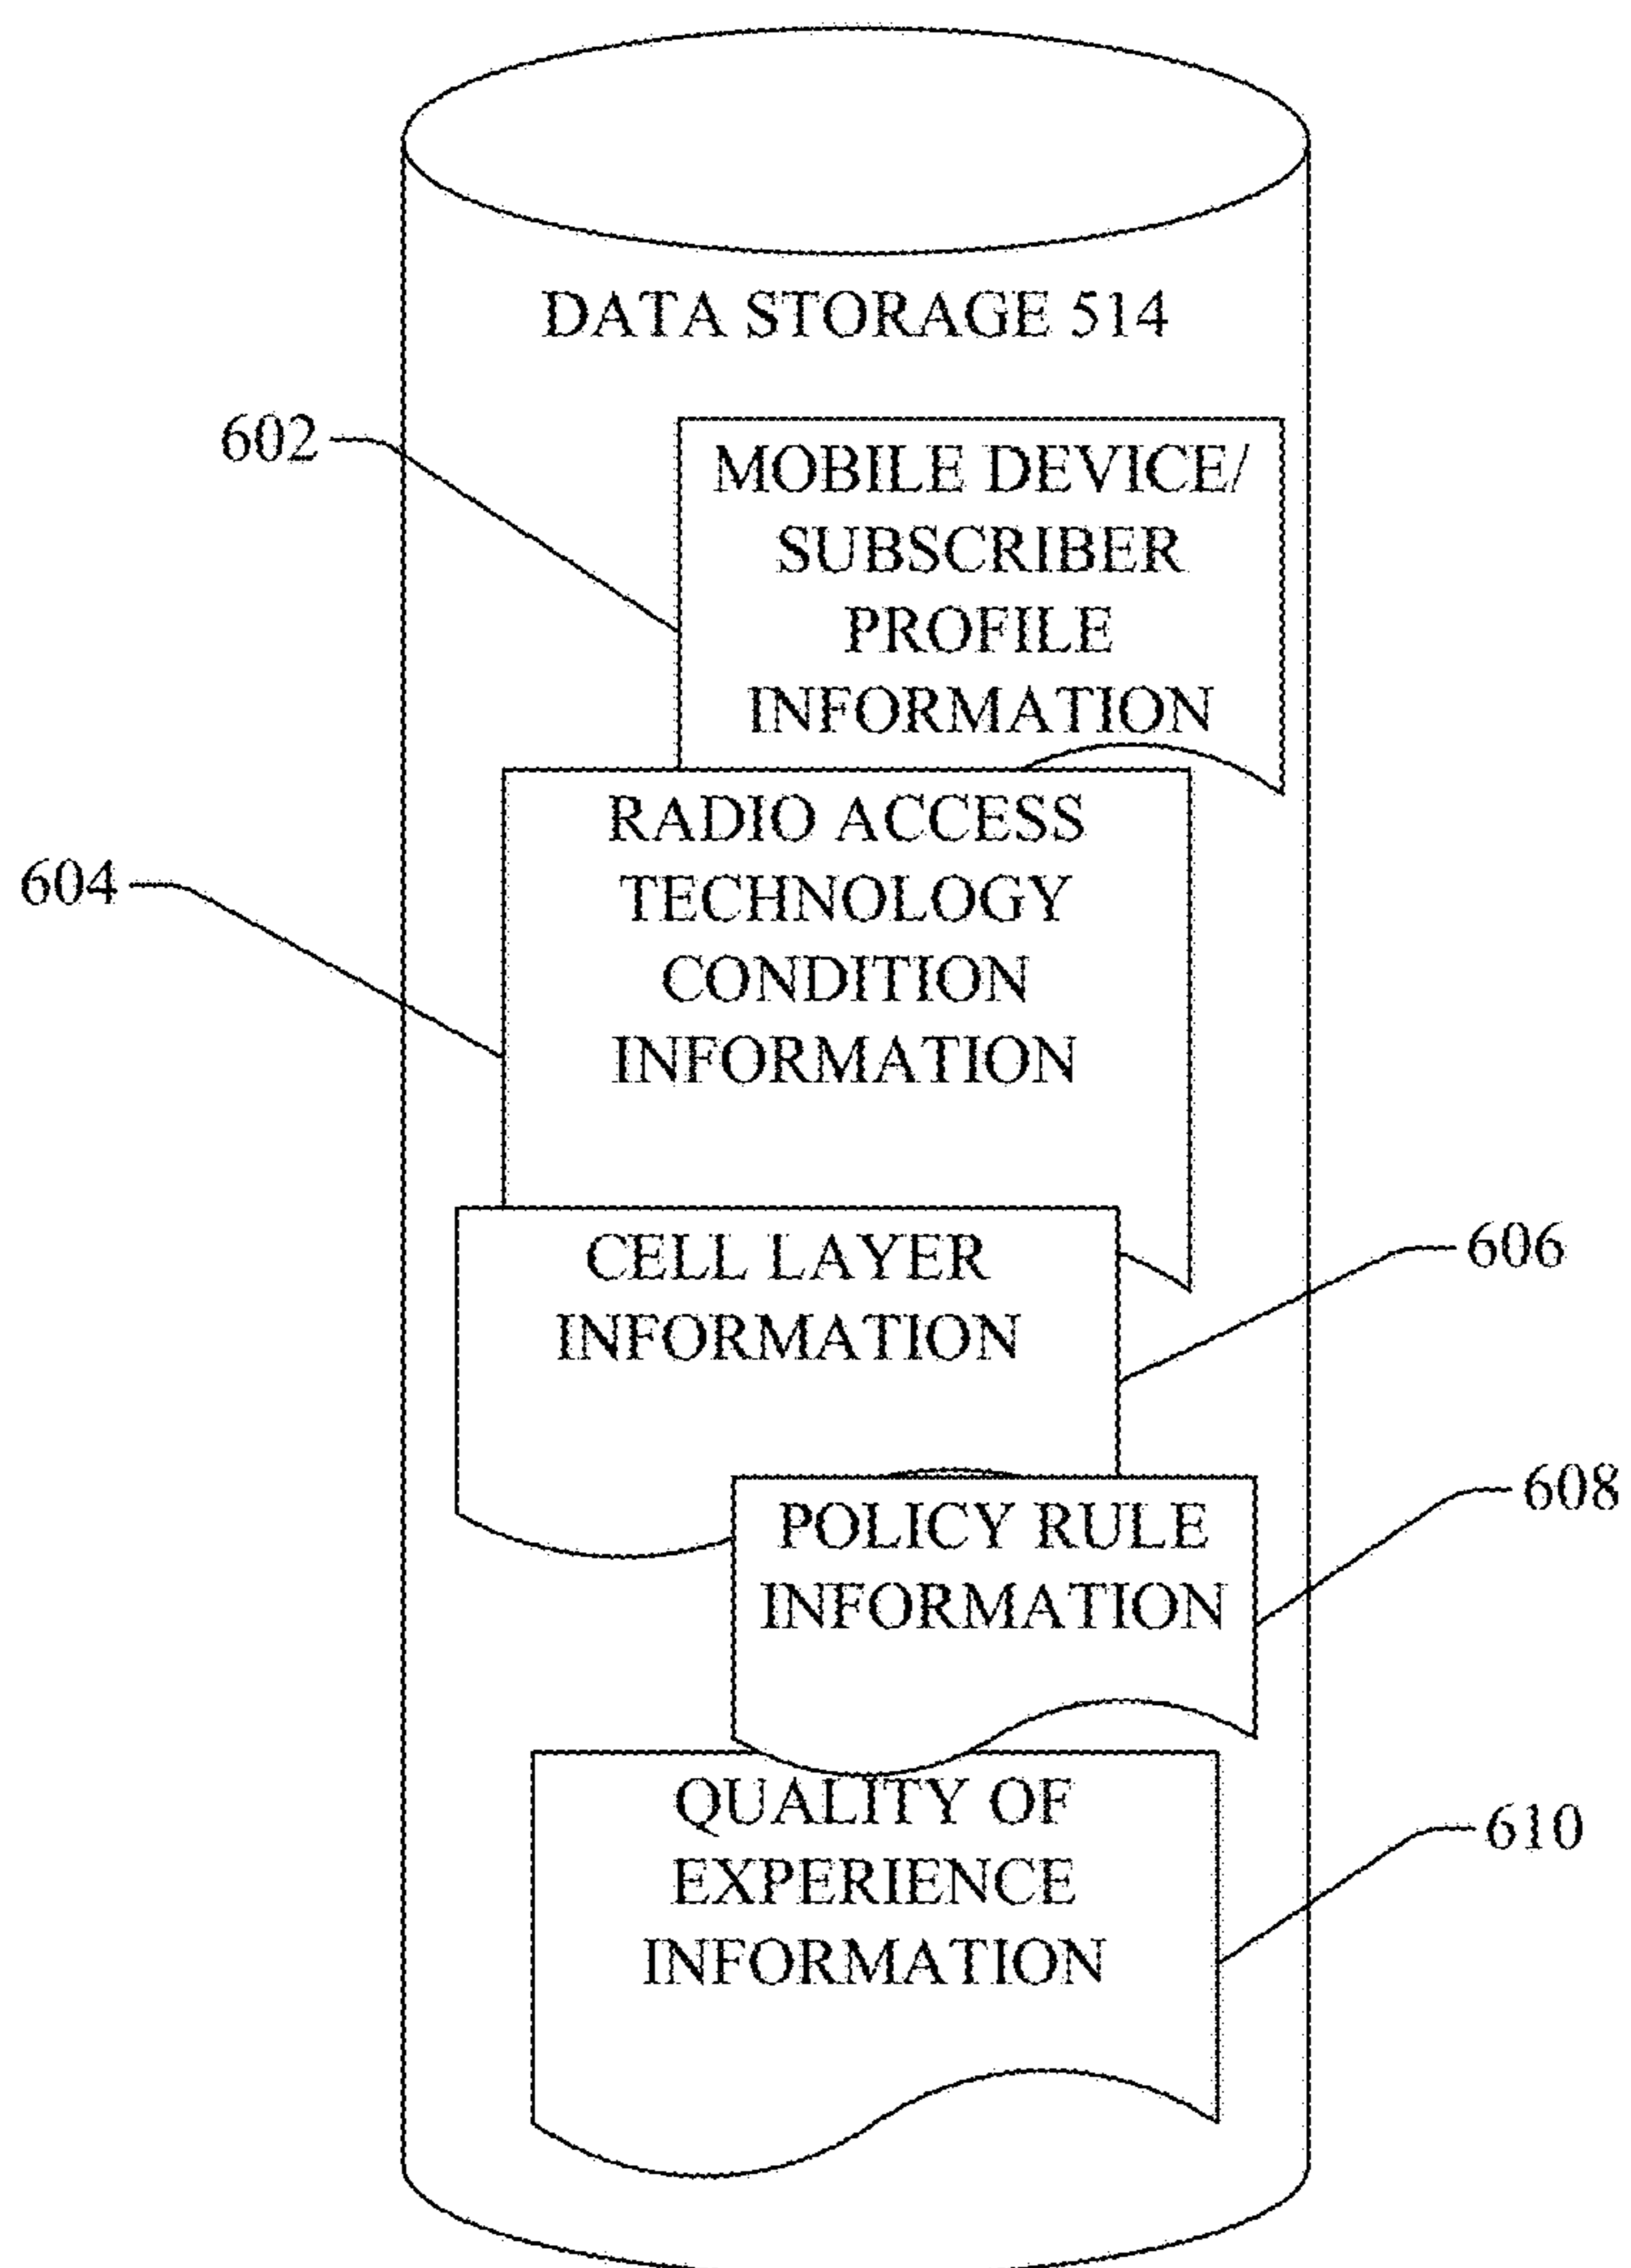 DATA STORAGE 514
602
MOBILE DEVICE/
SUBSCRIBER
PROFILE
INFORMATION
604
RADIO ACCESS
TECHNOLOGY
CONDITION
INFORMATION
606
CELL LAYER
INFORMATION
608
POLICY RULE
INFORMATION
610
QUALITY OF
EXPERIENCE
INFORMATION